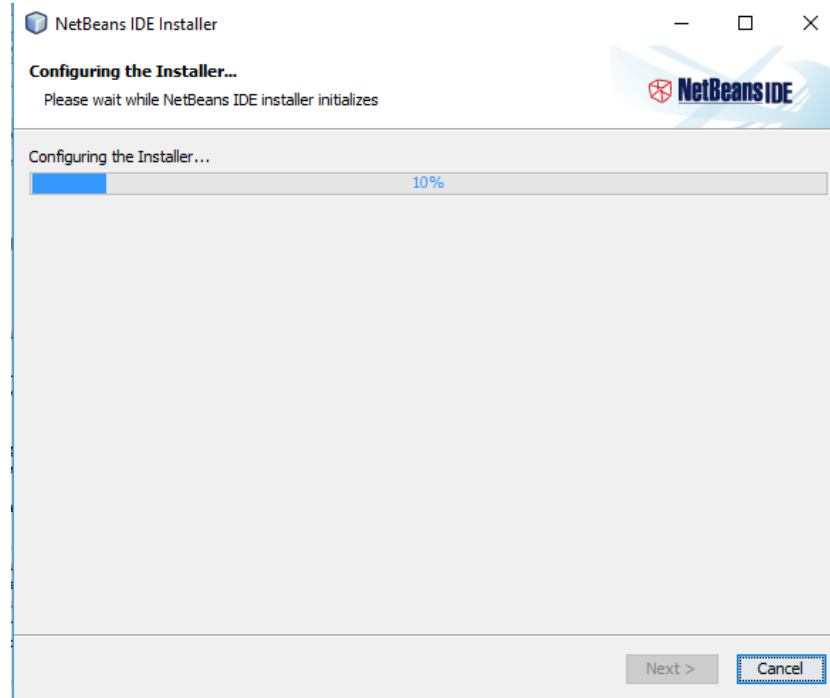 NetBeans IDE Installer
Configuring the Installer...
Please wait while NetBeans IDE installer initializes
NetBeans IDE
Configuring the Installer...
10%
Next >
Cancel